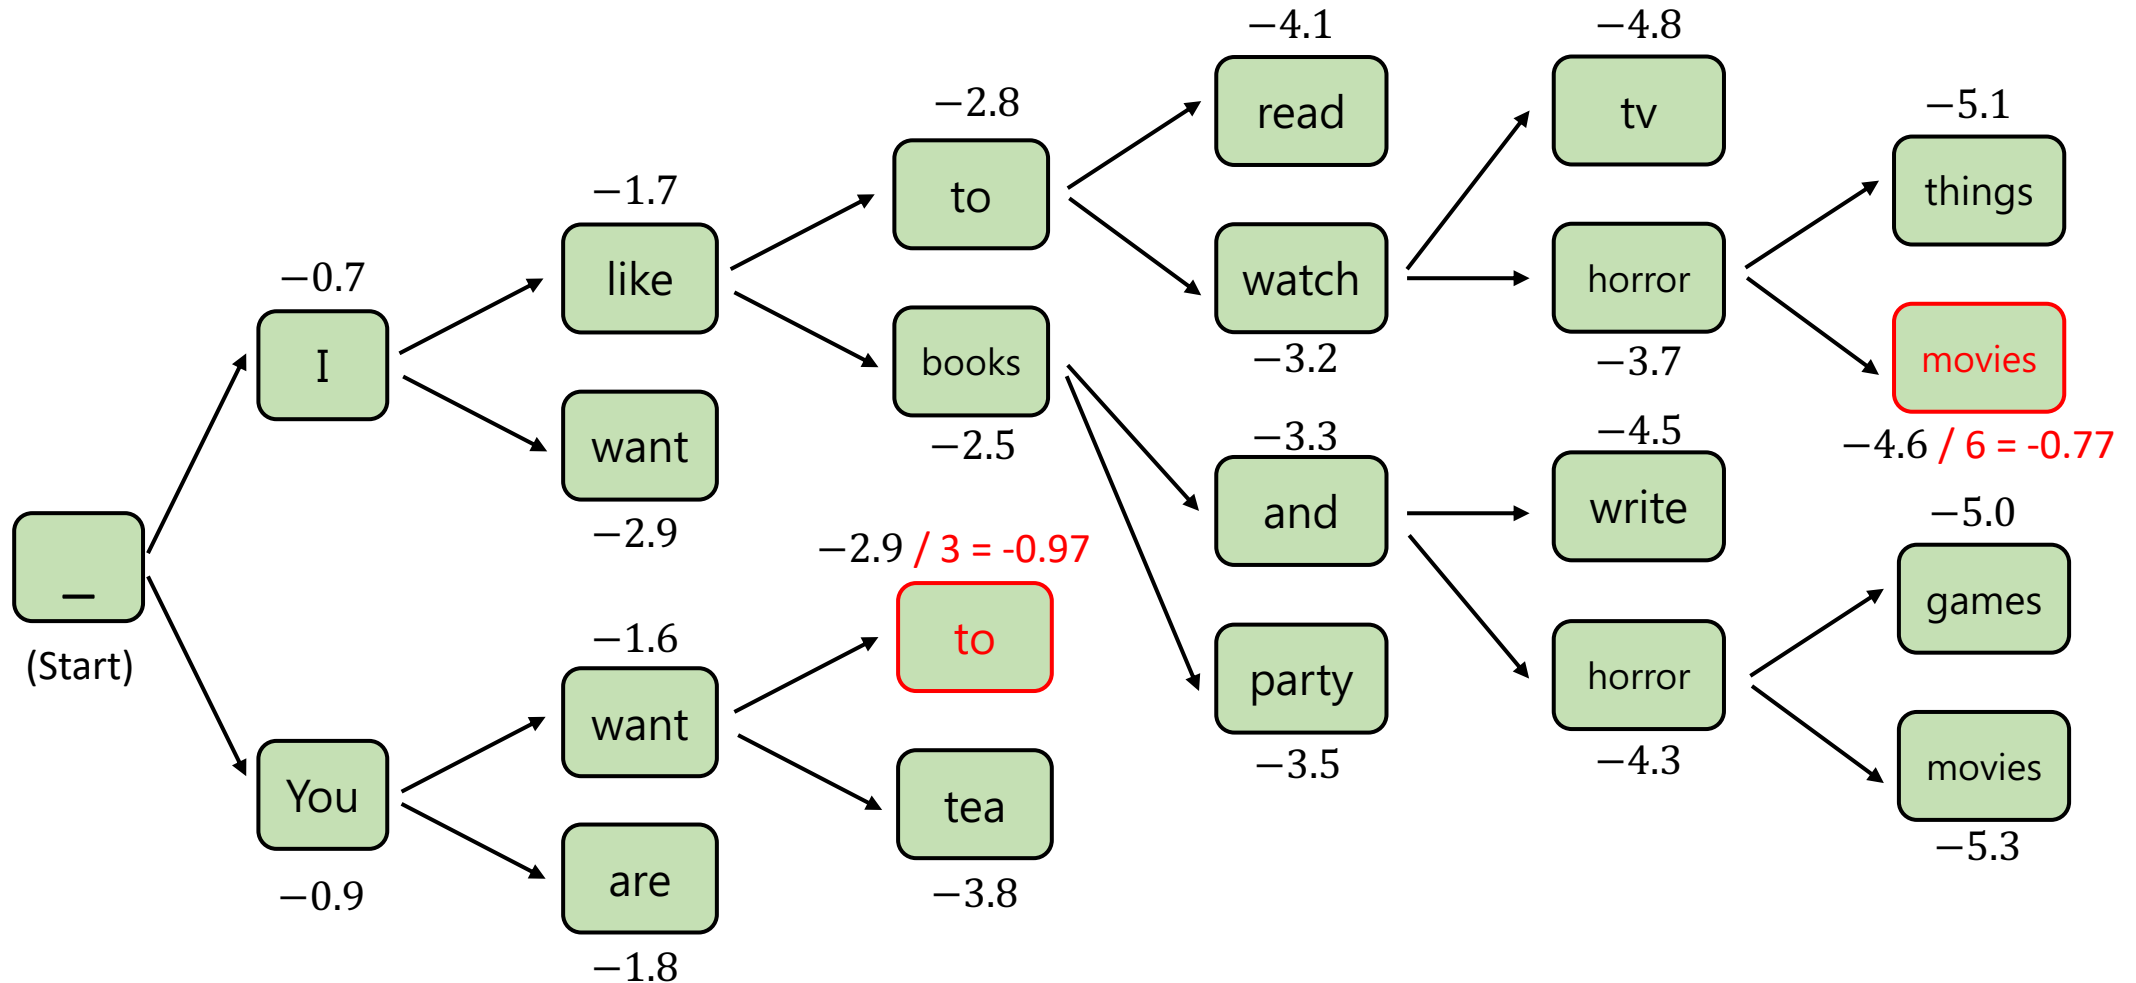 _
(Start)
−0.7
I
You
−0.9
−1.7
like
want
−2.9
−1.6
want
are
−1.8
−2.8
to
books
−2.5
−2.9 / 3 = -0.97
to
tea
−3.8
−4.1
read
watch
−3.2
−3.3
and
party
−3.5
−4.8
tv
horror
−3.7
−4.5
write
horror
−4.3
−5.1
things
movies
−4.6 / 6 = -0.77
−5.0
games
movies
−5.3